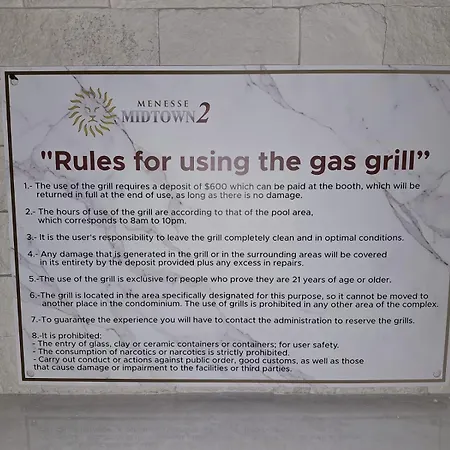 MENESSE
MIDTOWN 2
"Rules for using the gas grill”
1.- The use of the grill requires a deposit of $600 which can be paid at the booth, which will be
returned in full at the end of use, as long as there is no damage.
2.- The hours of use of the grill are according to that of the pool area,
which corresponds to 8am to 10pm.
3.- It is the user's responsibility to leave the grill completely clean and in optimal conditions.
4.- Any damage that is generated in the grill or in the surrounding areas will be covered
in its entirety by the deposit provided plus any excess in repairs.
5.-The use of the grill is exclusive for people who prove they are 21 years of age or older.
6.-The grill is located in the area specifically designated for this purpose, so it cannot be moved to
another place in the condominium. The use of grills is prohibited in any other area of the complex.
7.-To guarantee the experience you will have to contact the administration to reserve the grills.
8.-It is prohibited:
- The entry of glass, clay or ceramic containers or containers; for user safety.
- The consumption of narcotics or narcotics is strictly prohibited.
- Carry out conduct or actions against public order, good customs, as well as those
that cause damage or impairment to the facilities or third parties.